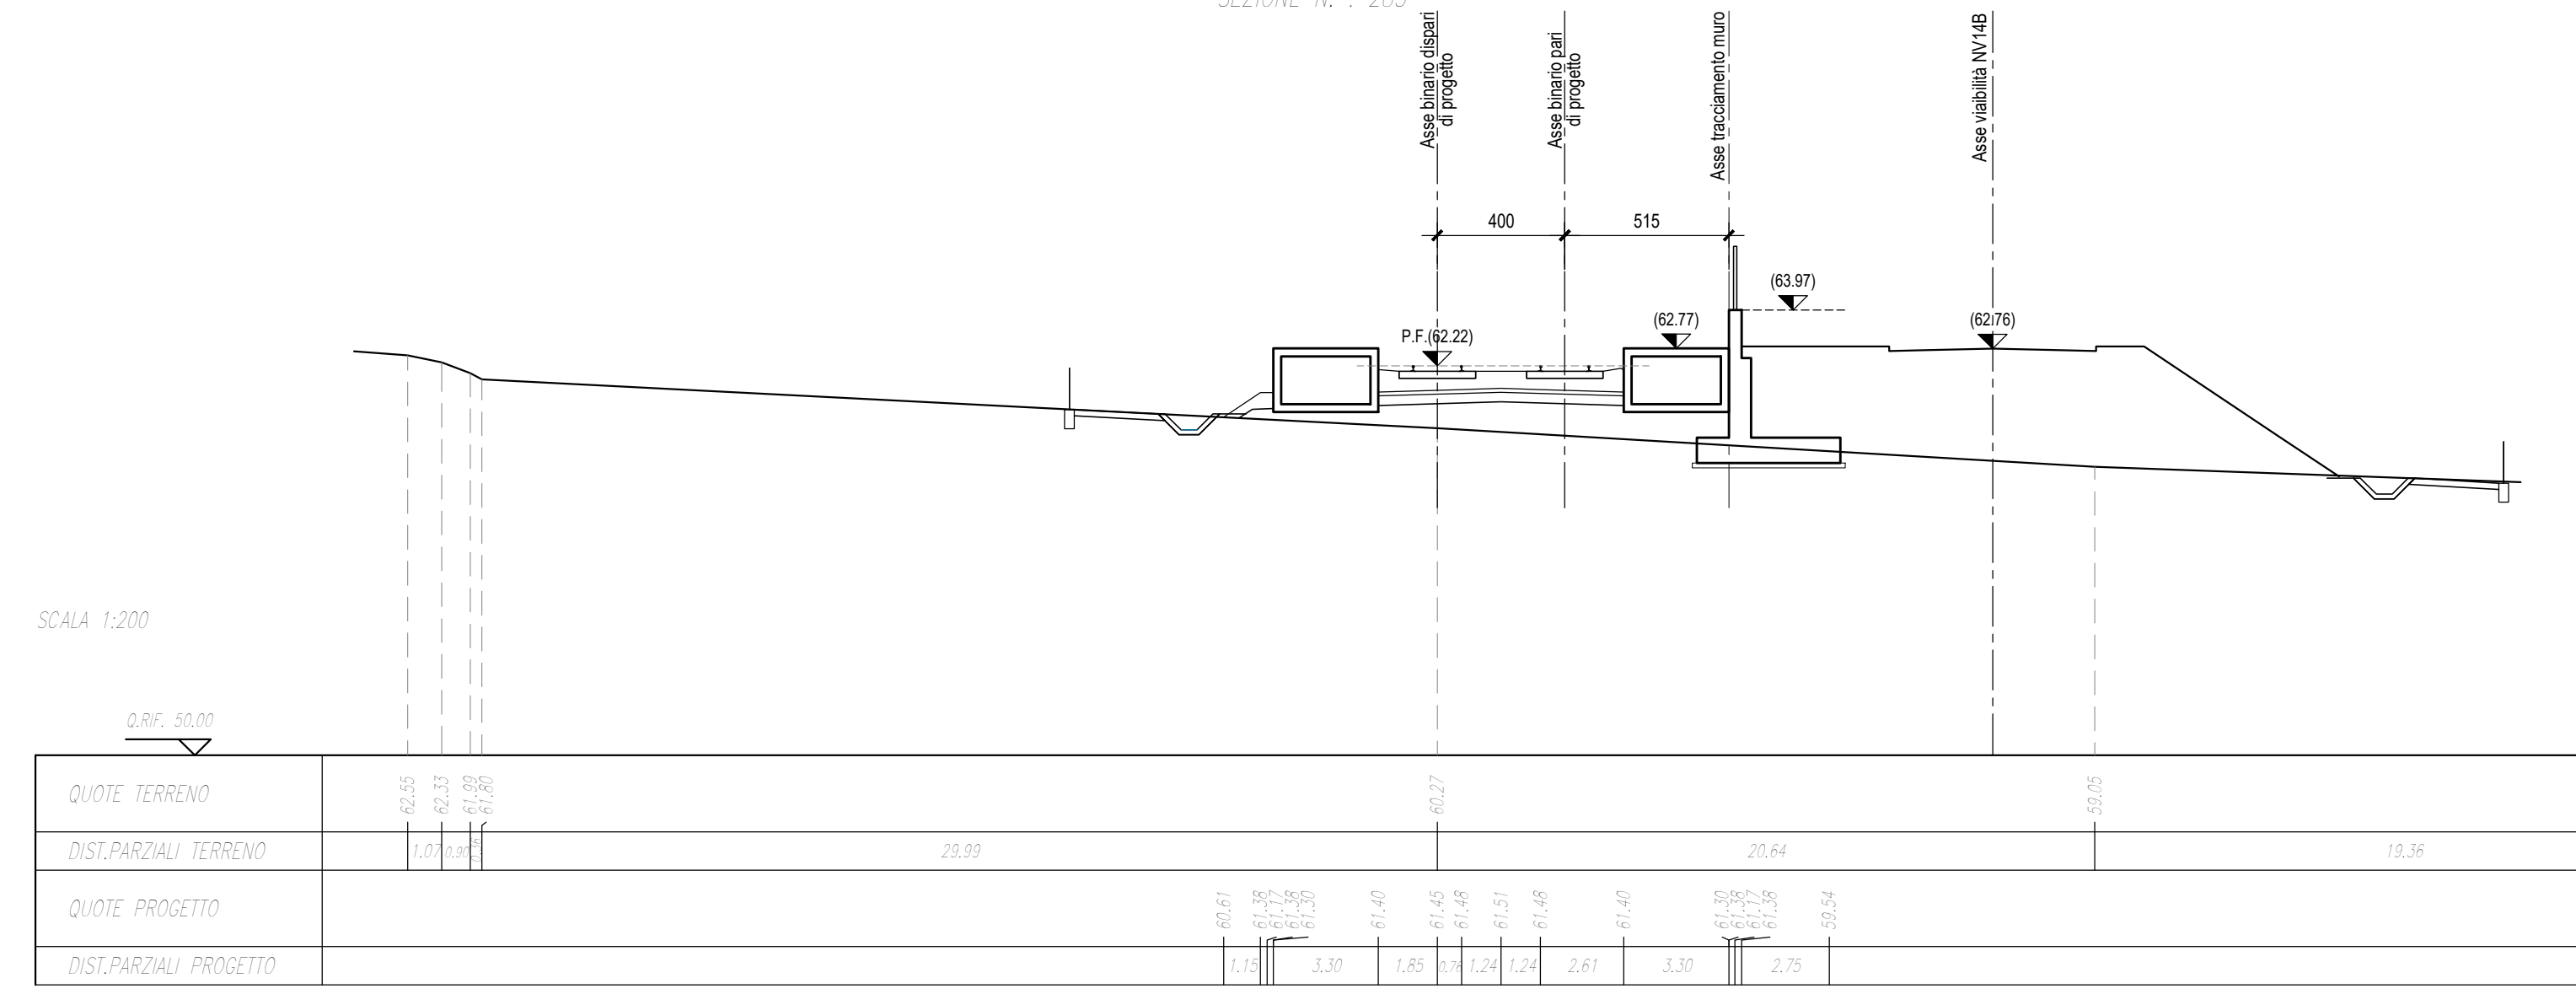 Asse binario dispari
di progetto
Asse binario pari
di progetto
Asse tracciamento muro
Asse viaibilità NV14B
400
515
(63.97)
(62.77)
(62.76)
P.F.(62.22)
SCALA 1:200
Q.RIF. 50.00
QUOTE TERRENO
62.55 62.33 61.99 61.80 60.27 59.05
DIST.PARZIALI TERRENO
1.07 0.90 0.36 29.99 20.64 19.36
QUOTE PROGETTO
60.61 61.38 61.17 61.38 61.30 61.40 61.45 61.48 61.51 61.48 61.40 61.30 61.38 61.17 61.38 59.54
DIST.PARZIALI PROGETTO
1.15 3.30 1.85 0.76 1.24 1.24 2.61 3.30 2.75